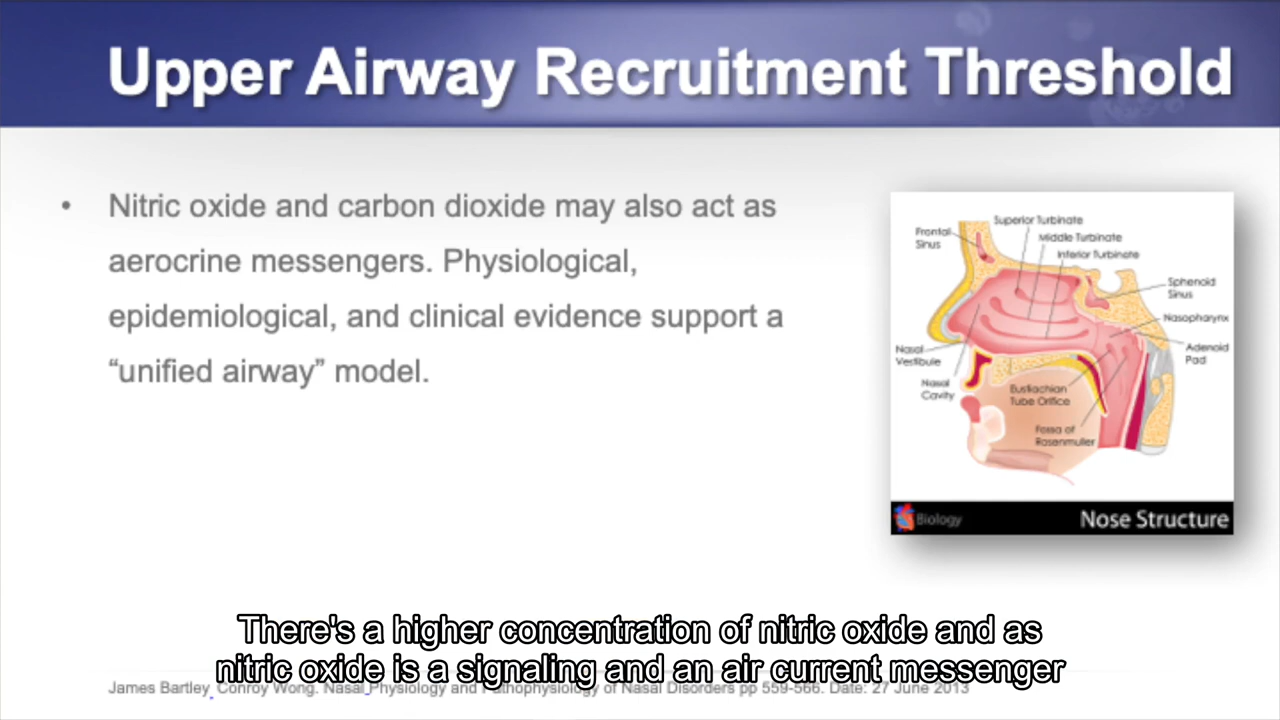 Upper Airway Recruitment Threshold
• Nitric oxide and carbon dioxide may also act as
aerocrine messengers. Physiological,
epidemiological, and clinical evidence support a
“unified airway” model.
Superior Turbinate
Frontal
Sinus
Middle Turbinate
Inferior Turbinate
Sphenoid
Sinus
Nasopharynx
Nasal
Vestibule
Adenoid
Pad
Nasal
Cavity
Eustachian
Tube Orifice
Fossa of
Rosenmuller
Biology
Nose Structure
There's a higher concentration of nitric oxide and as
nitric oxide is a signaling and an air current messenger
James Bartley, Conroy Wong. Nasal Physiology and Pathophysiology of Nasal Disorders pp 559-566. Date: 27 June 2013